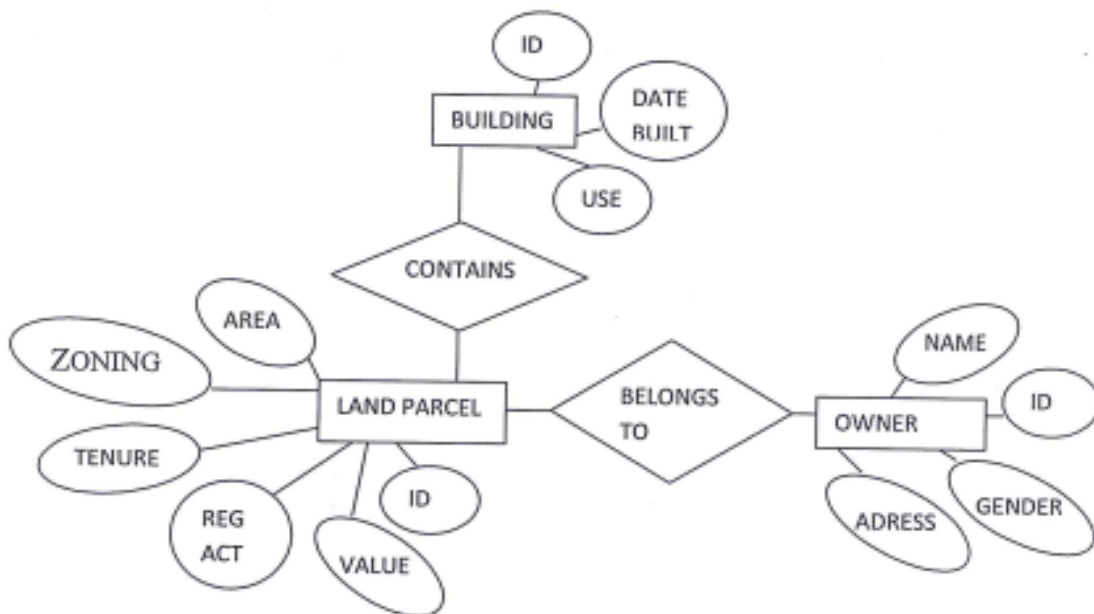 ID
BUILDING
DATE
BUILT
USE
CONTAINS
AREA
ZONING
LAND PARCEL
BELONGS
TO
NAME
ID
OWNER
TENURE
REG
ACT
VALUE
ID
ADRESS
GENDER